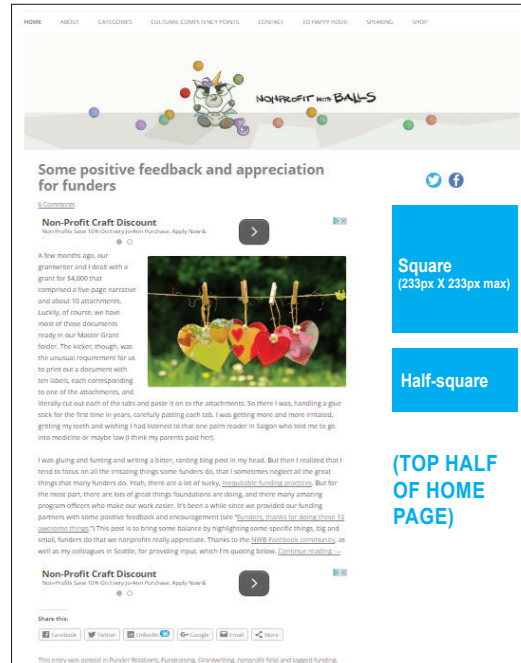 HOME ABOUT CATEGORIES CULTURAL COMPETENCY POINTS CONTACT ED HAPPY HOUR SPEAKING SHOP
NONPROFIT WITH BALLS
Some positive feedback and appreciation
for funders
6 Comments
Non-Profit Craft Discount
Non-Profits Save 10% On Every Jo-Ann Purchase. Apply Now &
A few months ago, our
grantwriter and I dealt with a
grant for $4,000 that
comprised a five-page narrative
and about 10 attachments.
Luckily, of course, we have
most of those documents
ready in our Master Grant
folder. The kicker, though, was
the unusual requirement for us
to print out a document with
ten labels, each corresponding
to one of the attachments, and
literally cut out each of the tabs and paste it on to the attachments. So there I was, handling a glue
stick for the first time in years, carefully pasting each tab. I was getting more and more irritated,
gritting my teeth and wishing I had listened to that one palm reader in Saigon who told me to go
into medicine or maybe law (I think my parents paid her).
I was gluing and fuming and writing a bitter, ranting blog post in my head. But then I realized that I
tend to focus on all the irritating things some funders do, that I sometimes neglect all the great
things that many funders do. Yeah, there are a lot of sucky, inequitable funding practices. But for
the most part, there are lots of great things foundations are doing, and there many amazing
program officers who make our work easier. It's been a while since we provided our funding
partners with some positive feedback and encouragement (see "Funders, thanks for doing these 12
awesome things.") This post is to bring some balance by highlighting some specific things, big and
small, funders do that we nonprofits really appreciate. Thanks to the NWB Facebook community, as
well as my colleagues in Seattle, for providing input, which I'm quoting below. Continue reading →
Non-Profit Craft Discount
Non-Profits Save 10% On Every Jo-Ann Purchase. Apply Now &
Share this:
Facebook Twitter LinkedIn 36 Google Email More
This entry was posted in Funder Relations, Fundraising, Grantwriting, nonprofit field and tagged funding,
Square
(233px X 233px max)
Half-square
(TOP HALF
OF HOME
PAGE)